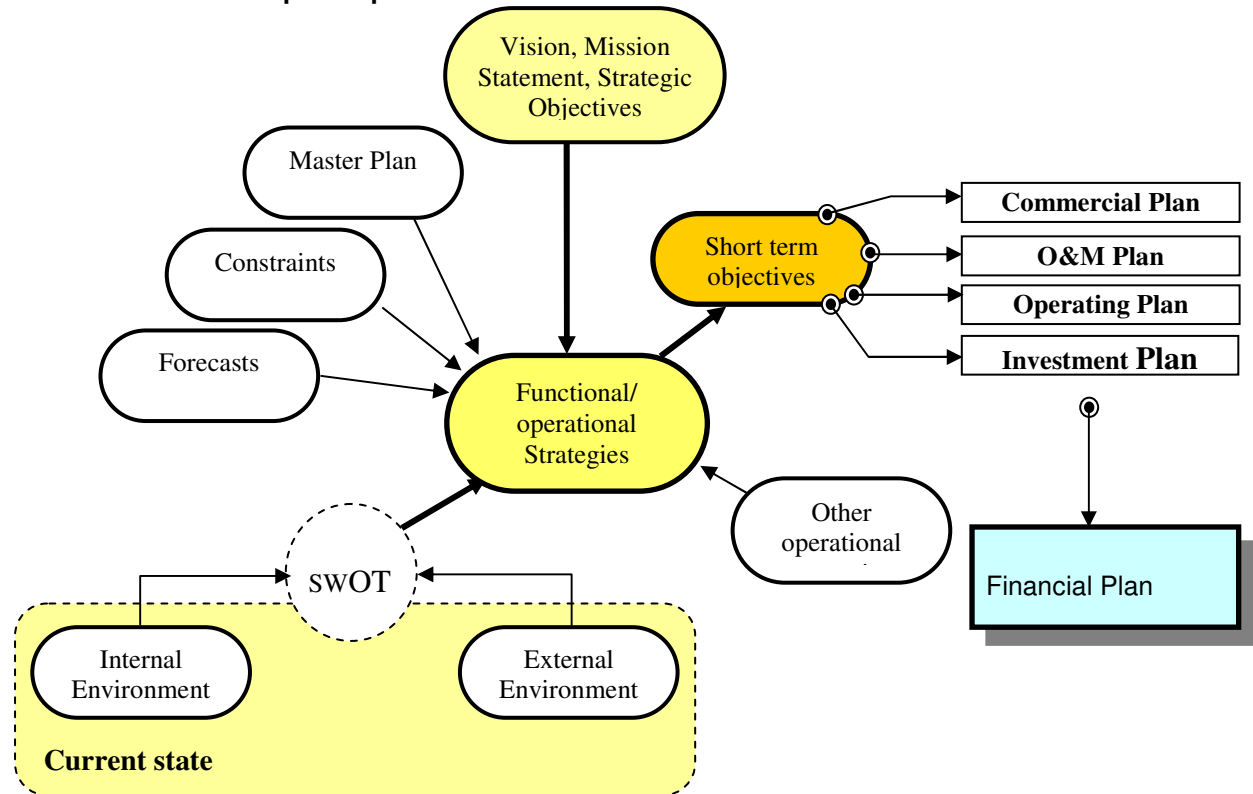 Vision, Mission
Statement, Strategic
Objectives
Master Plan
Constraints
Forecasts
Short term
objectives
Commercial Plan
O&M Plan
Operating Plan
Investment Plan
Functional/
operational
Strategies
Other
operational
SWOT
Financial Plan
Internal
Environment
External
Environment
Current state